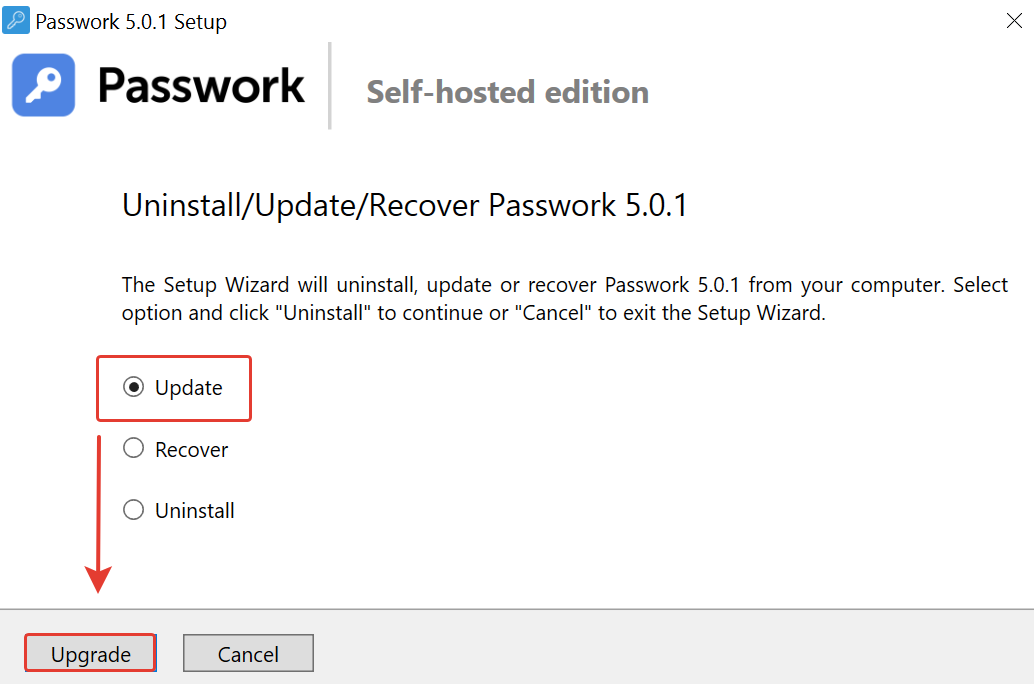 Passwork 5.0.1 Setup
Passwork
Self-hosted edition
Uninstall/Update/Recover Passwork 5.0.1
The Setup Wizard will uninstall, update or recover Passwork 5.0.1 from your computer. Select
option and click "Uninstall" to continue or "Cancel" to exit the Setup Wizard.
Update
Recover
Uninstall
Upgrade
Cancel